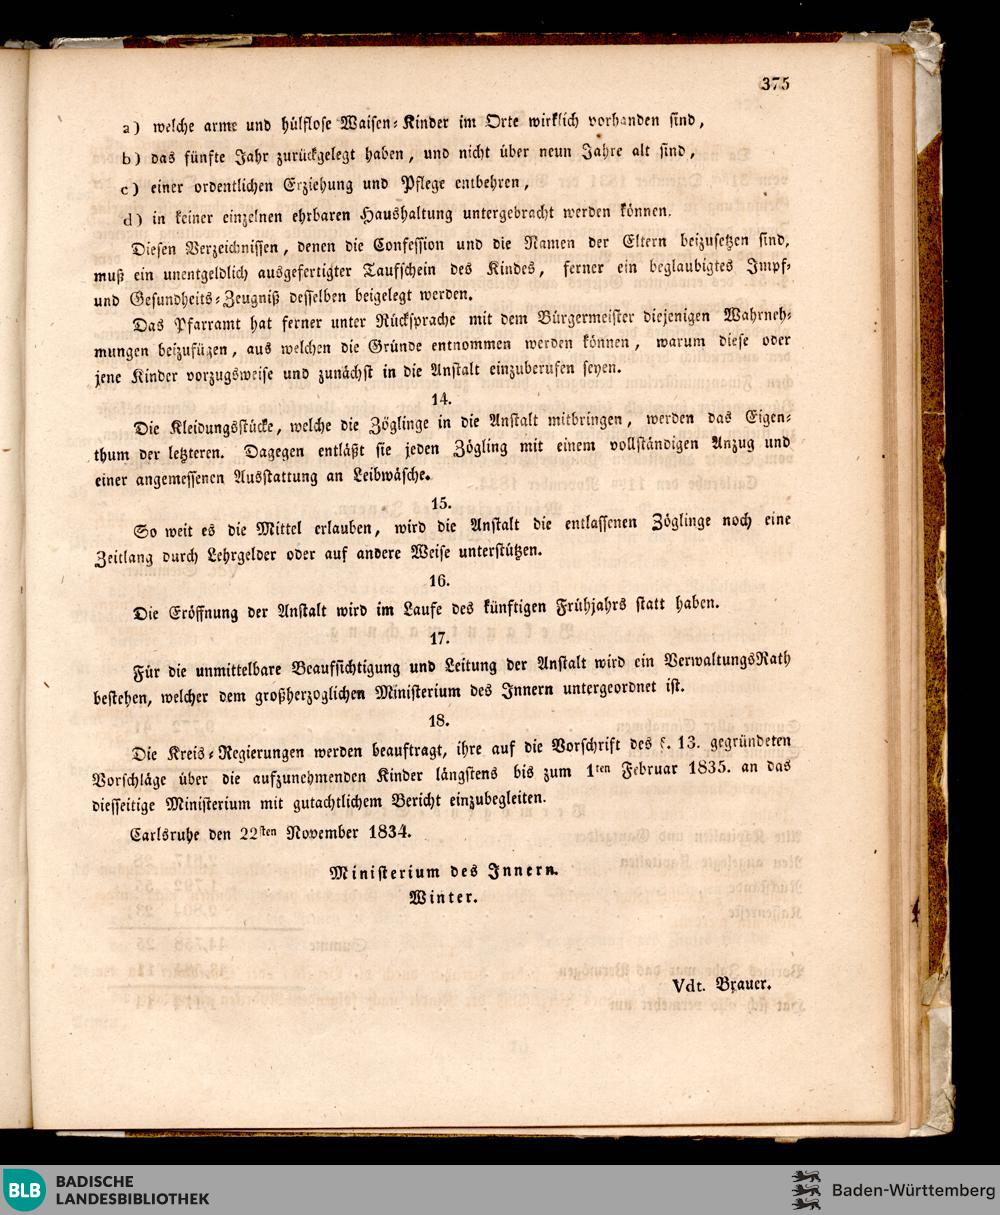 375
a) welche arme und hülflose Waisen-Kinder im Orte wirklich vorhanden sind,
b) das fünfte Jahr zurückgelegt haben, und nicht über neun Jahre alt sind,
c) einer ordentlichen Erziehung und Pflege entbehren,
d) in keiner einzelnen ehrbaren Haushaltung untergebracht werden können.
Diesen Verzeichnissen, denen die Confession und die Namen der Eltern beizusetzen sind,
muß ein unentgeldlich ausgefertigter Taufschein des Kindes, ferner ein beglaubigtes Impf-
und Gesundheits-Zeugniß desselben beigelegt werden.
Das Pfarramt hat ferner unter Rücksprache mit dem Bürgermeister diejenigen Wahrneh-
mungen beizufügen, aus welchen die Gründe entnommen werden können, warum diese oder
jene Kinder vorzugsweise und zunächst in die Anstalt einzuberufen seyen.
14.
Die Kleidungsstücke, welche die Zöglinge in die Anstalt mitbringen, werden das Eigen-
thum der letzteren. Dagegen entläßt sie jeden Zögling mit einem vollständigen Anzug und
einer angemessenen Ausstattung an Leibwäsche.
15.
So weit es die Mittel erlauben, wird die Anstalt die entlassenen Zöglinge noch eine
Zeitlang durch Lehrgelder oder auf andere Weise unterstützen.
16.
Die Eröffnung der Anstalt wird im Laufe des künftigen Frühjahrs statt haben.
17.
Für die unmittelbare Beaufsichtigung und Leitung der Anstalt wird ein VerwaltungsRath
bestehen, welcher dem großherzoglichen Ministerium des Innern untergeordnet ist.
18.
Die Kreis-Regierungen werden beauftragt, ihre auf die Vorschrift des §. 13. gegründeten
Vorschläge über die aufzunehmenden Kinder längstens bis zum 1ten Februar 1835. an das
diesseitige Ministerium mit gutachtlichem Bericht einzubegleiten.
Carlsruhe den 22sten November 1834.
Ministerium des Innern.
Winter.
Vdt. Brauer.
BLB BADISCHE
LANDESBIBLIOTHEK
Baden-Württemberg